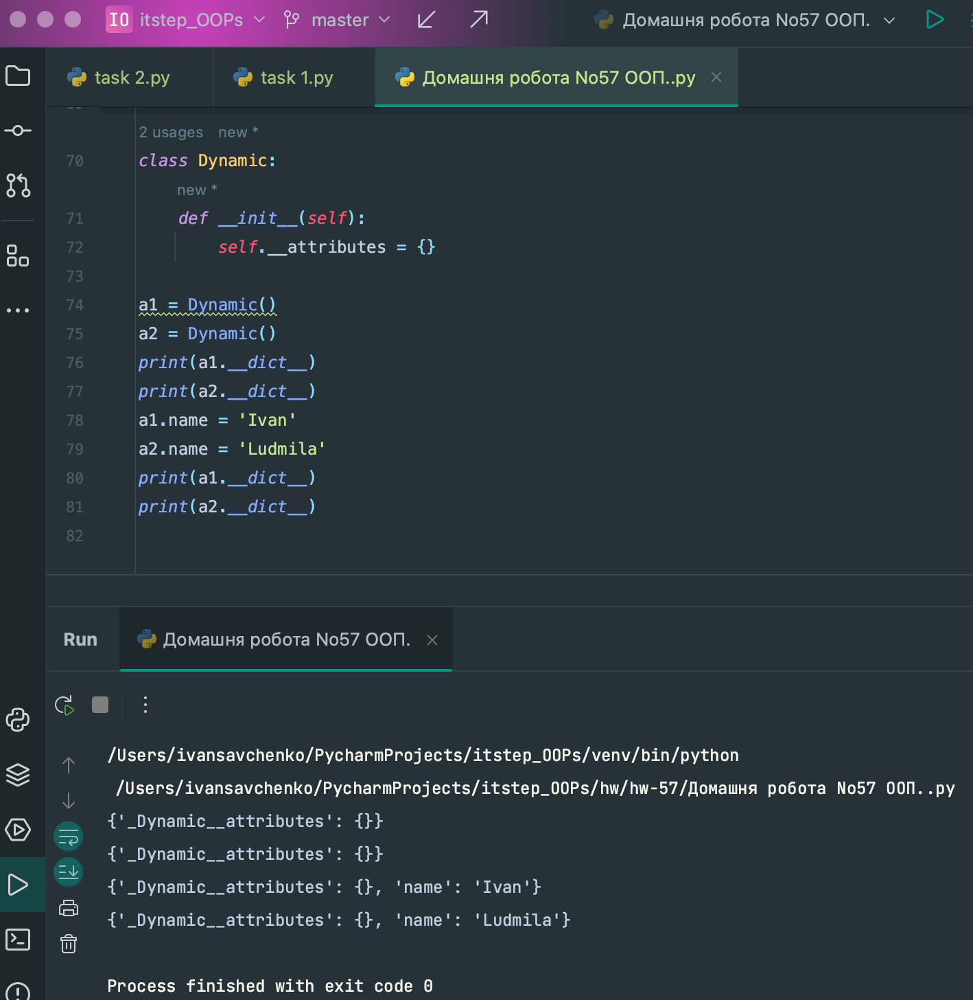 IO itstep_OOPs master Домашня робота No57 ООП.
task 2.py task 1.py Домашня робота No57 ООП..py
2 usages new *
70 class Dynamic:
new *
71 def __init__(self):
72 self.__attributes = {}
73
74 a1 = Dynamic()
75 a2 = Dynamic()
76 print(a1.__dict__)
77 print(a2.__dict__)
78 a1.name = 'Ivan'
79 a2.name = 'Ludmila'
80 print(a1.__dict__)
81 print(a2.__dict__)
82
Run Домашня робота No57 ООП.
/Users/ivansavchenko/PycharmProjects/itstep_OOPs/venv/bin/python
/Users/ivansavchenko/PycharmProjects/itstep_OOPs/hw/hw-57/Домашня робота No57 ООП..py
{'_Dynamic__attributes': {}}
{'_Dynamic__attributes': {}}
{'_Dynamic__attributes': {}, 'name': 'Ivan'}
{'_Dynamic__attributes': {}, 'name': 'Ludmila'}
Process finished with exit code 0